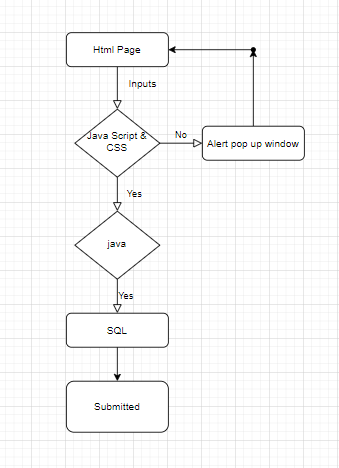 Html Page
Inputs
Java Script &
CSS
No
Alert pop up window
Yes
java
Yes
SQL
Submitted